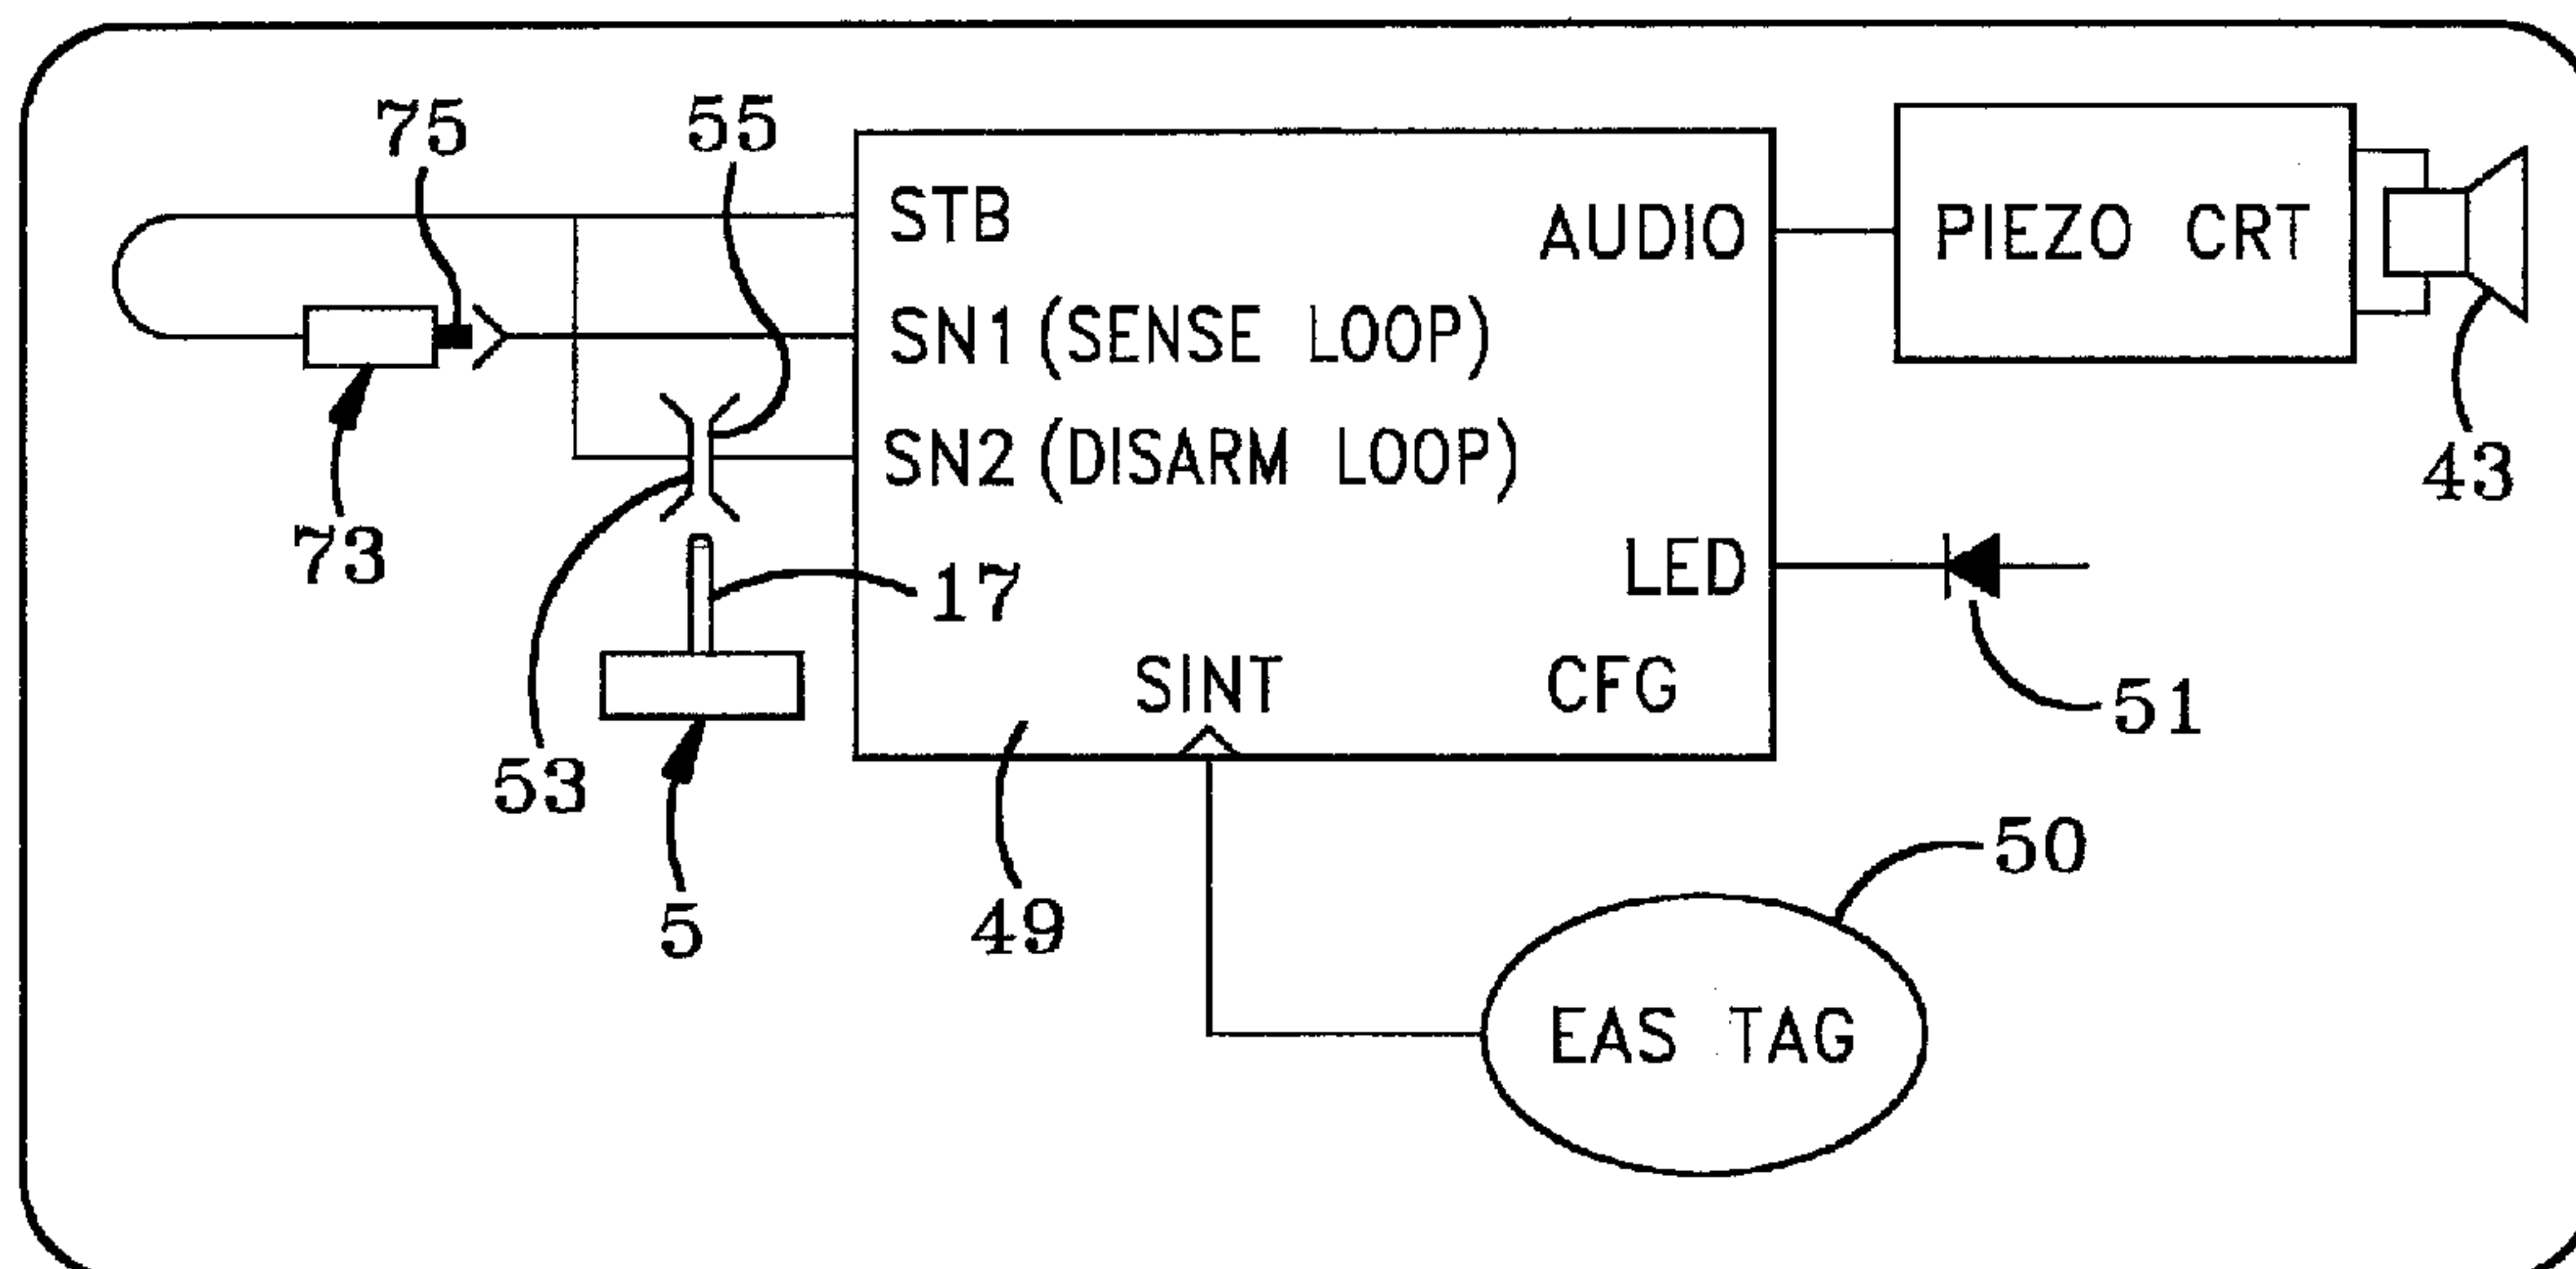 75
55
STB
AUDIO
PIEZO CRT
SN1 (SENSE LOOP)
SN2 (DISARM LOOP)
43
73
17
LED
SINT
CFG
51
53
5
49
50
EAS TAG